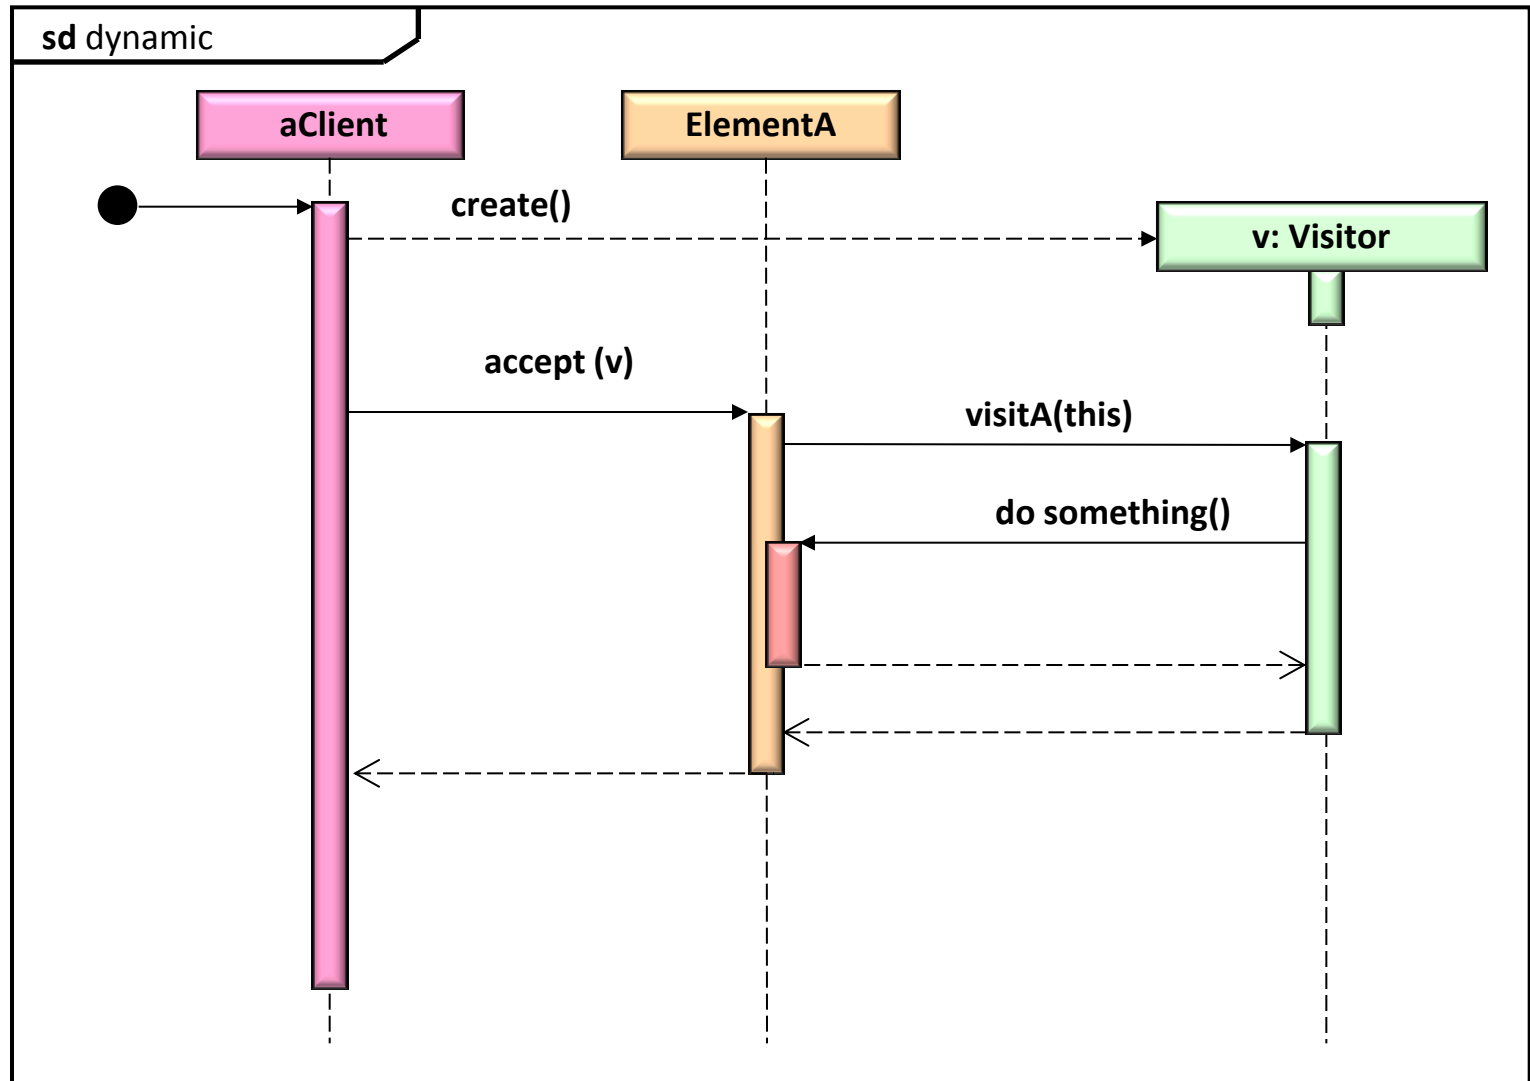 sd dynamic
aClient
ElementA
create()
v: Visitor
accept (v)
visitA(this)
do something()